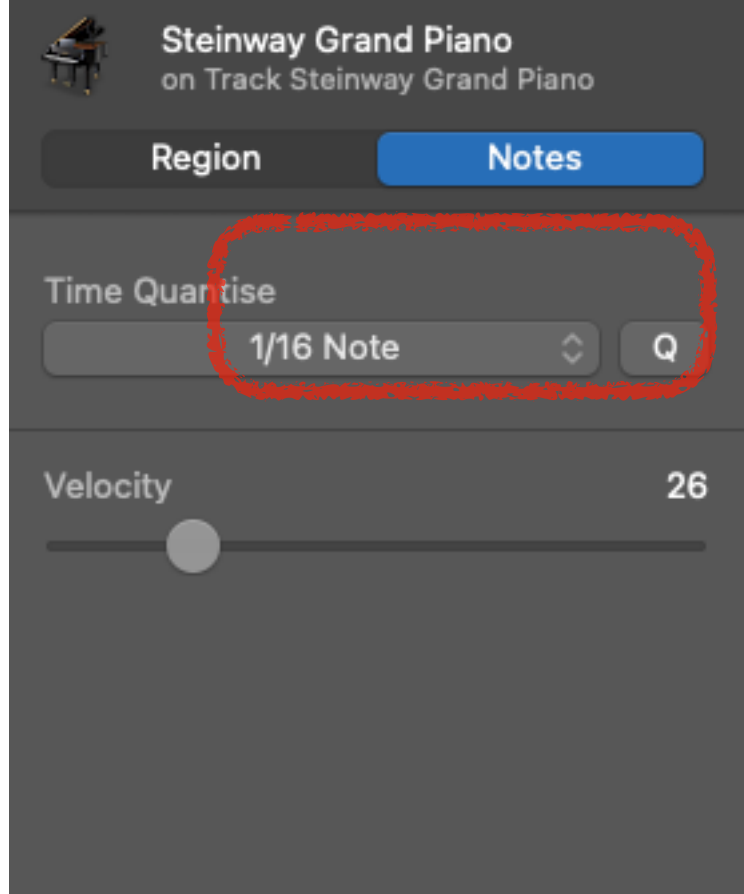 Steinway Grand Piano
on Track Steinway Grand Piano
Region Notes
Time Quantise
1/16 Note Q
Velocity 26